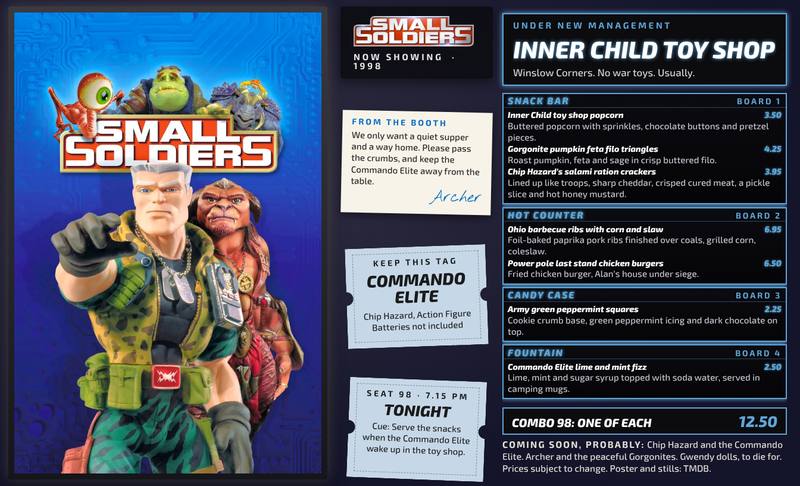 SMALL
SOLDIERS
SMALL
SOLDIERS
NOW SHOWING ·
1998
FROM THE BOOTH
We only want a quiet supper
and a way home. Please pass
the crumbs, and keep the
Commando Elite away from the
table.
Archer
KEEP THIS TAG
COMMANDO
ELITE
Chip Hazard, Action Figure
Batteries not included
SEAT 98 · 7.15 PM
TONIGHT
Cue: Serve the snacks
when the Commando Elite
wake up in the toy shop.
UNDER NEW MANAGEMENT
INNER CHILD TOY SHOP
Winslow Corners. No war toys. Usually.
SNACK BAR BOARD 1
Inner Child toy shop popcorn 3.50
Buttered popcorn with sprinkles, chocolate buttons and pretzel
pieces.
Gorgonite pumpkin feta filo triangles 4.25
Roast pumpkin, feta and sage in crisp buttered filo.
Chip Hazard's salami ration crackers 3.95
Lined up like troops, sharp cheddar, crisped cured meat, a pickle
slice and hot honey mustard.
HOT COUNTER BOARD 2
Ohio barbecue ribs with corn and slaw 6.95
Foil-baked paprika pork ribs finished over coals, grilled corn,
coleslaw.
Power pole last stand chicken burgers 6.50
Fried chicken burger, Alan's house under siege.
CANDY CASE BOARD 3
Army green peppermint squares 2.25
Cookie crumb base, green peppermint icing and dark chocolate on
top.
FOUNTAIN BOARD 4
Commando Elite lime and mint fizz 2.50
Lime, mint and sugar syrup topped with soda water, served in
camping mugs.
COMBO 98: ONE OF EACH 12.50
COMING SOON, PROBABLY: Chip Hazard and the Commando
Elite. Archer and the peaceful Gorgonites. Gwendy dolls, to die for.
Prices subject to change. Poster and stills: TMDB.